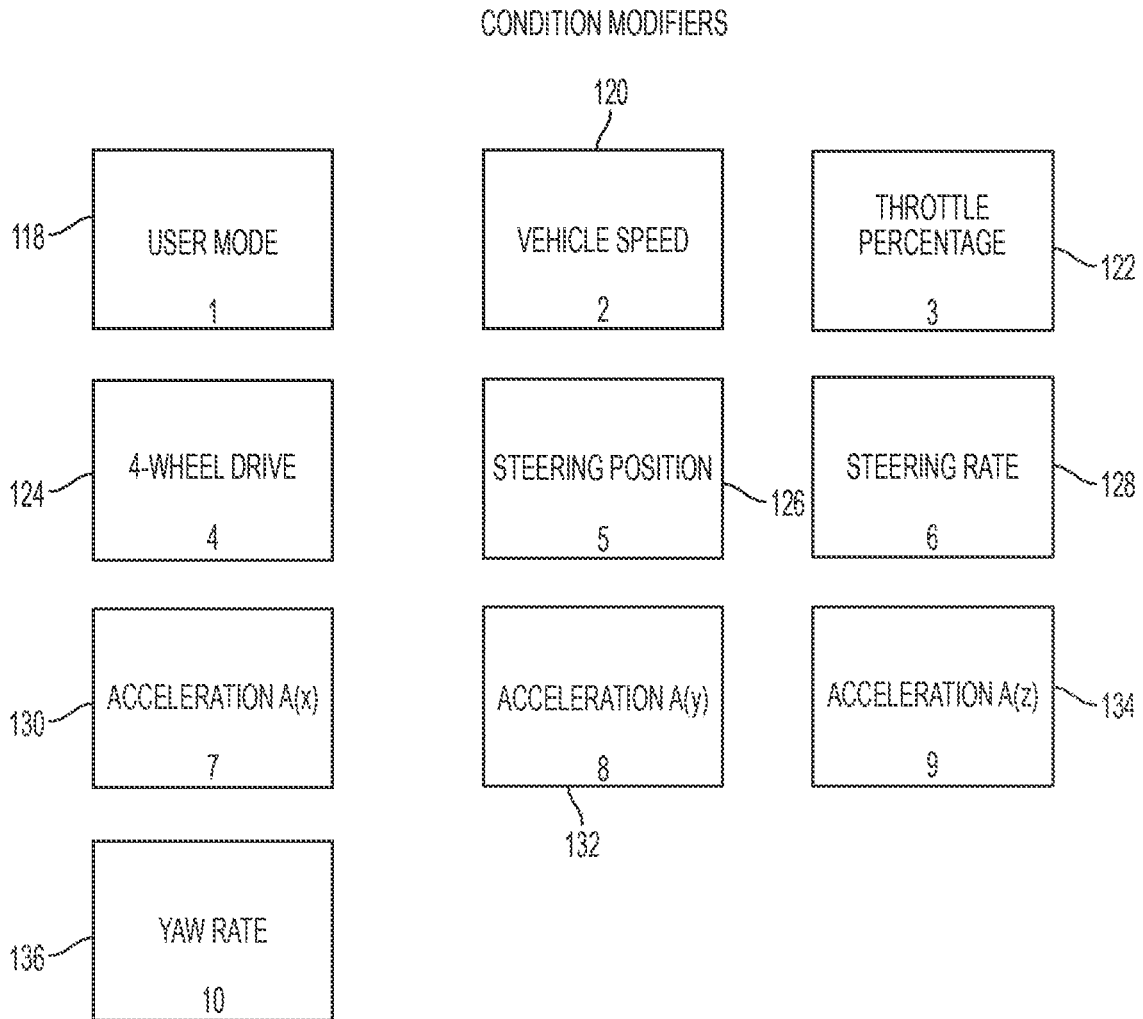 CONDITION MODIFIERS
120
118
USER MODE
1
VEHICLE SPEED
2
THROTTLE
PERCENTAGE
3
122
124
4-WHEEL DRIVE
4
STEERING POSITION
5
126
STEERING RATE
6
128
130
ACCELERATION A(x)
7
ACCELERATION A(y)
8
132
ACCELERATION A(z)
9
134
136
YAW RATE
10